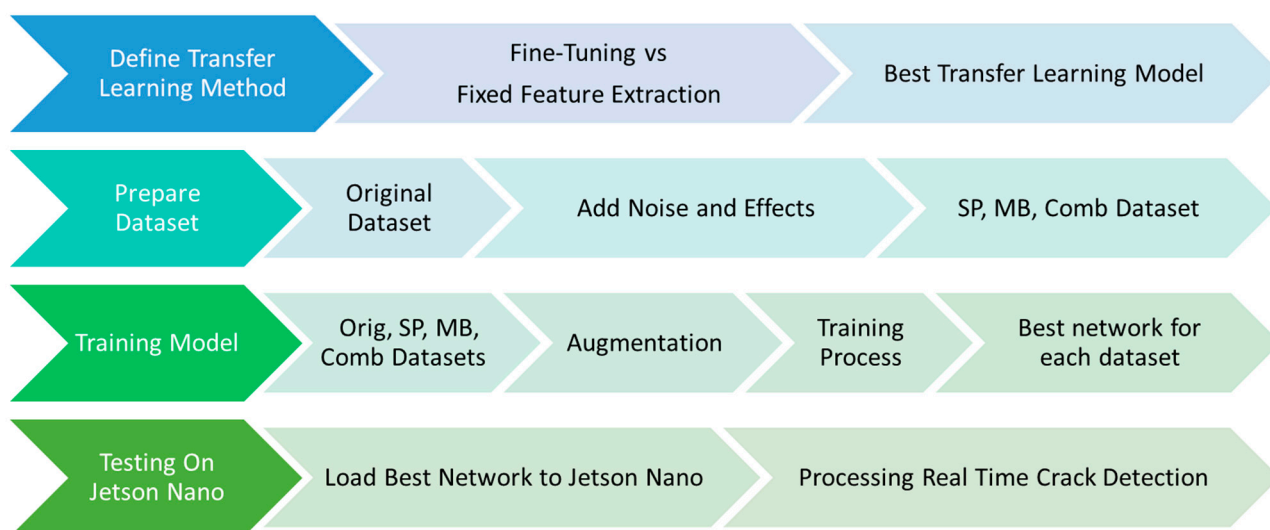 Define Transfer
Learning Method
Fine-Tuning vs
Fixed Feature Extraction
Best Transfer Learning Model
Prepare
Dataset
Original
Dataset
Add Noise and Effects
SP, MB, Comb Dataset
Training Model
Orig, SP, MB,
Comb Datasets
Augmentation
Training
Process
Best network for
each dataset
Testing On
Jetson Nano
Load Best Network to Jetson Nano
Processing Real Time Crack Detection